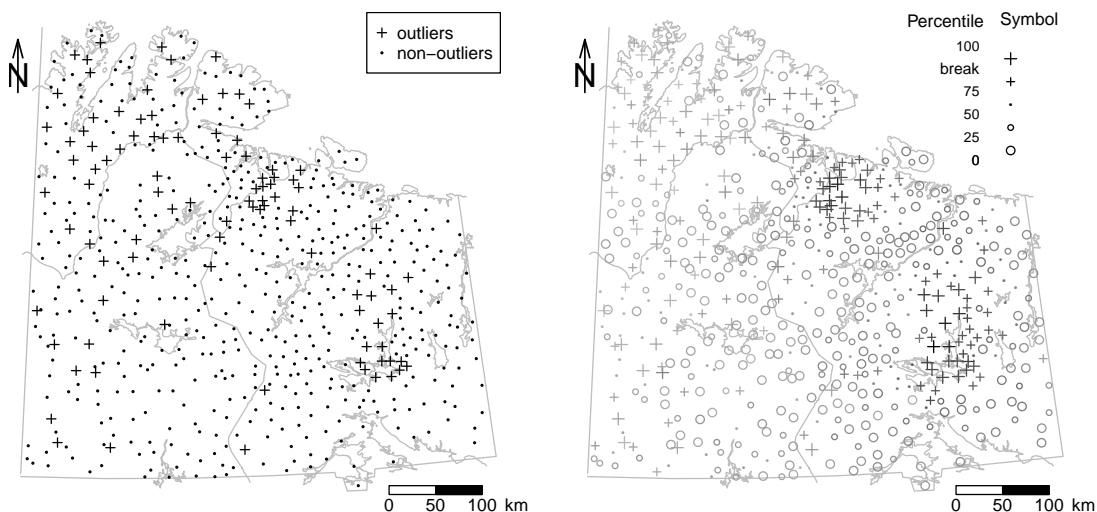 N
+ outliers
• non−outliers
0 50 100 km
N
Percentile Symbol
100
break
75
50
25
0
0 50 100 km